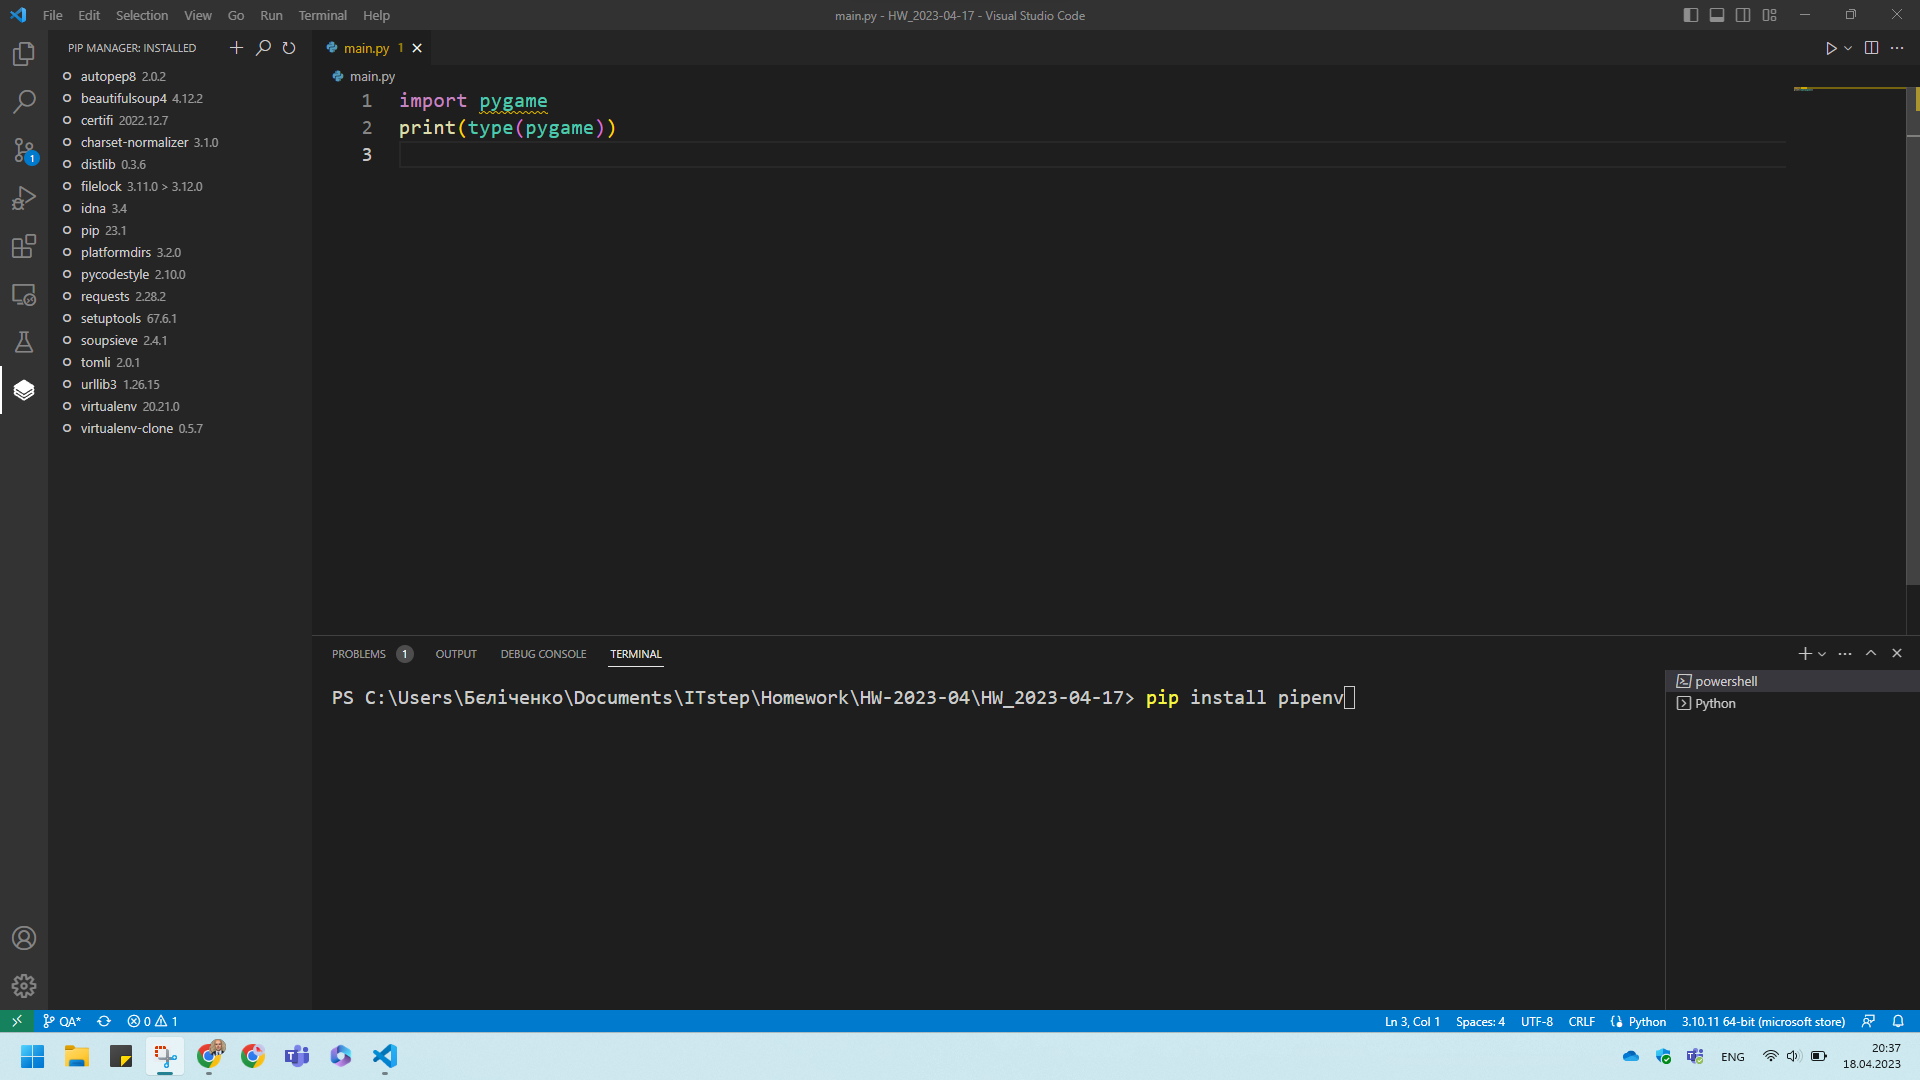 File Edit Selection View Go Run Terminal Help
main.py - HW_2023-04-17 - Visual Studio Code
PIP MANAGER: INSTALLED
autopep8 2.0.2
beautifulsoup4 4.12.2
certifi 2022.12.7
charset-normalizer 3.1.0
distlib 0.3.6
filelock 3.11.0 > 3.12.0
idna 3.4
pip 23.1
platformdirs 3.2.0
pycodestyle 2.10.0
requests 2.28.2
setuptools 67.6.1
soupsieve 2.4.1
tomli 2.0.1
urllib3 1.26.15
virtualenv 20.21.0
virtualenv-clone 0.5.7
1
main.py 1
main.py
1 import pygame
2 print(type(pygame))
3
PROBLEMS 1 OUTPUT DEBUG CONSOLE TERMINAL
PS C:\Users\Бєліченко\Documents\ITstep\Homework\HW-2023-04\HW_2023-04-17> pip install pipenv
powershell
Python
QA* 0 1
Ln 3, Col 1 Spaces: 4 UTF-8 CRLF Python 3.10.11 64-bit (microsoft store)
ENG
20:37
18.04.2023